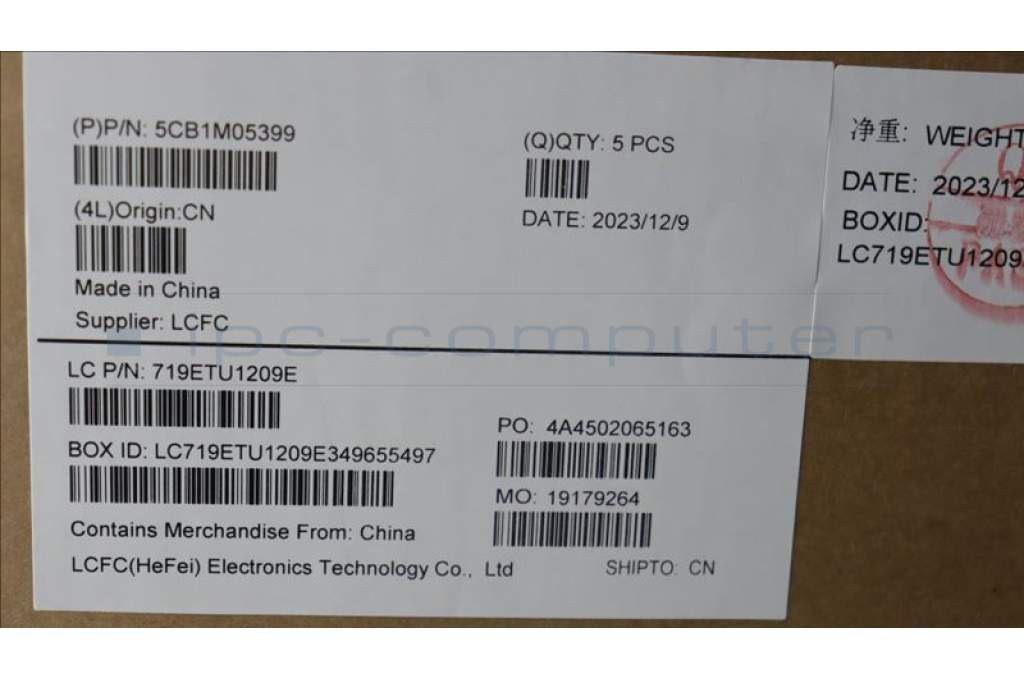 (P)P/N: 5CB1M05399
(Q)QTY: 5 PCS
(4L)Origin:CN
DATE: 2023/12/9
Made in China
Supplier: LCFC
净重: WEIGHT
DATE: 2023/12
BOXID:
LC719ETU1209
ipc-computer
LC P/N: 719ETU1209E
PO: 4A4502065163
BOX ID: LC719ETU1209E349655497
MO: 19179264
Contains Merchandise From: China
LCFC(HeFei) Electronics Technology Co., Ltd
SHIPTO: CN